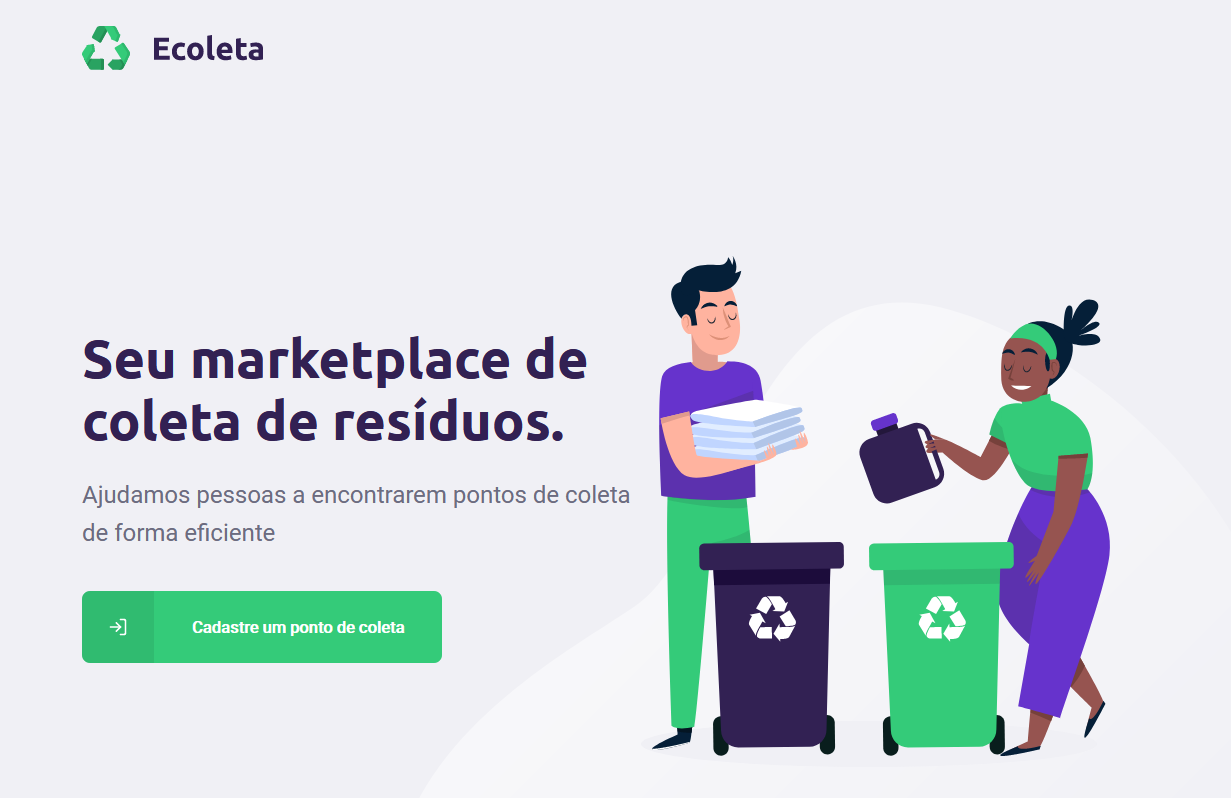 Ecoleta
Seu marketplace de
coleta de resíduos.
Ajudamos pessoas a encontrarem pontos de coleta
de forma eficiente
Cadastre um ponto de coleta